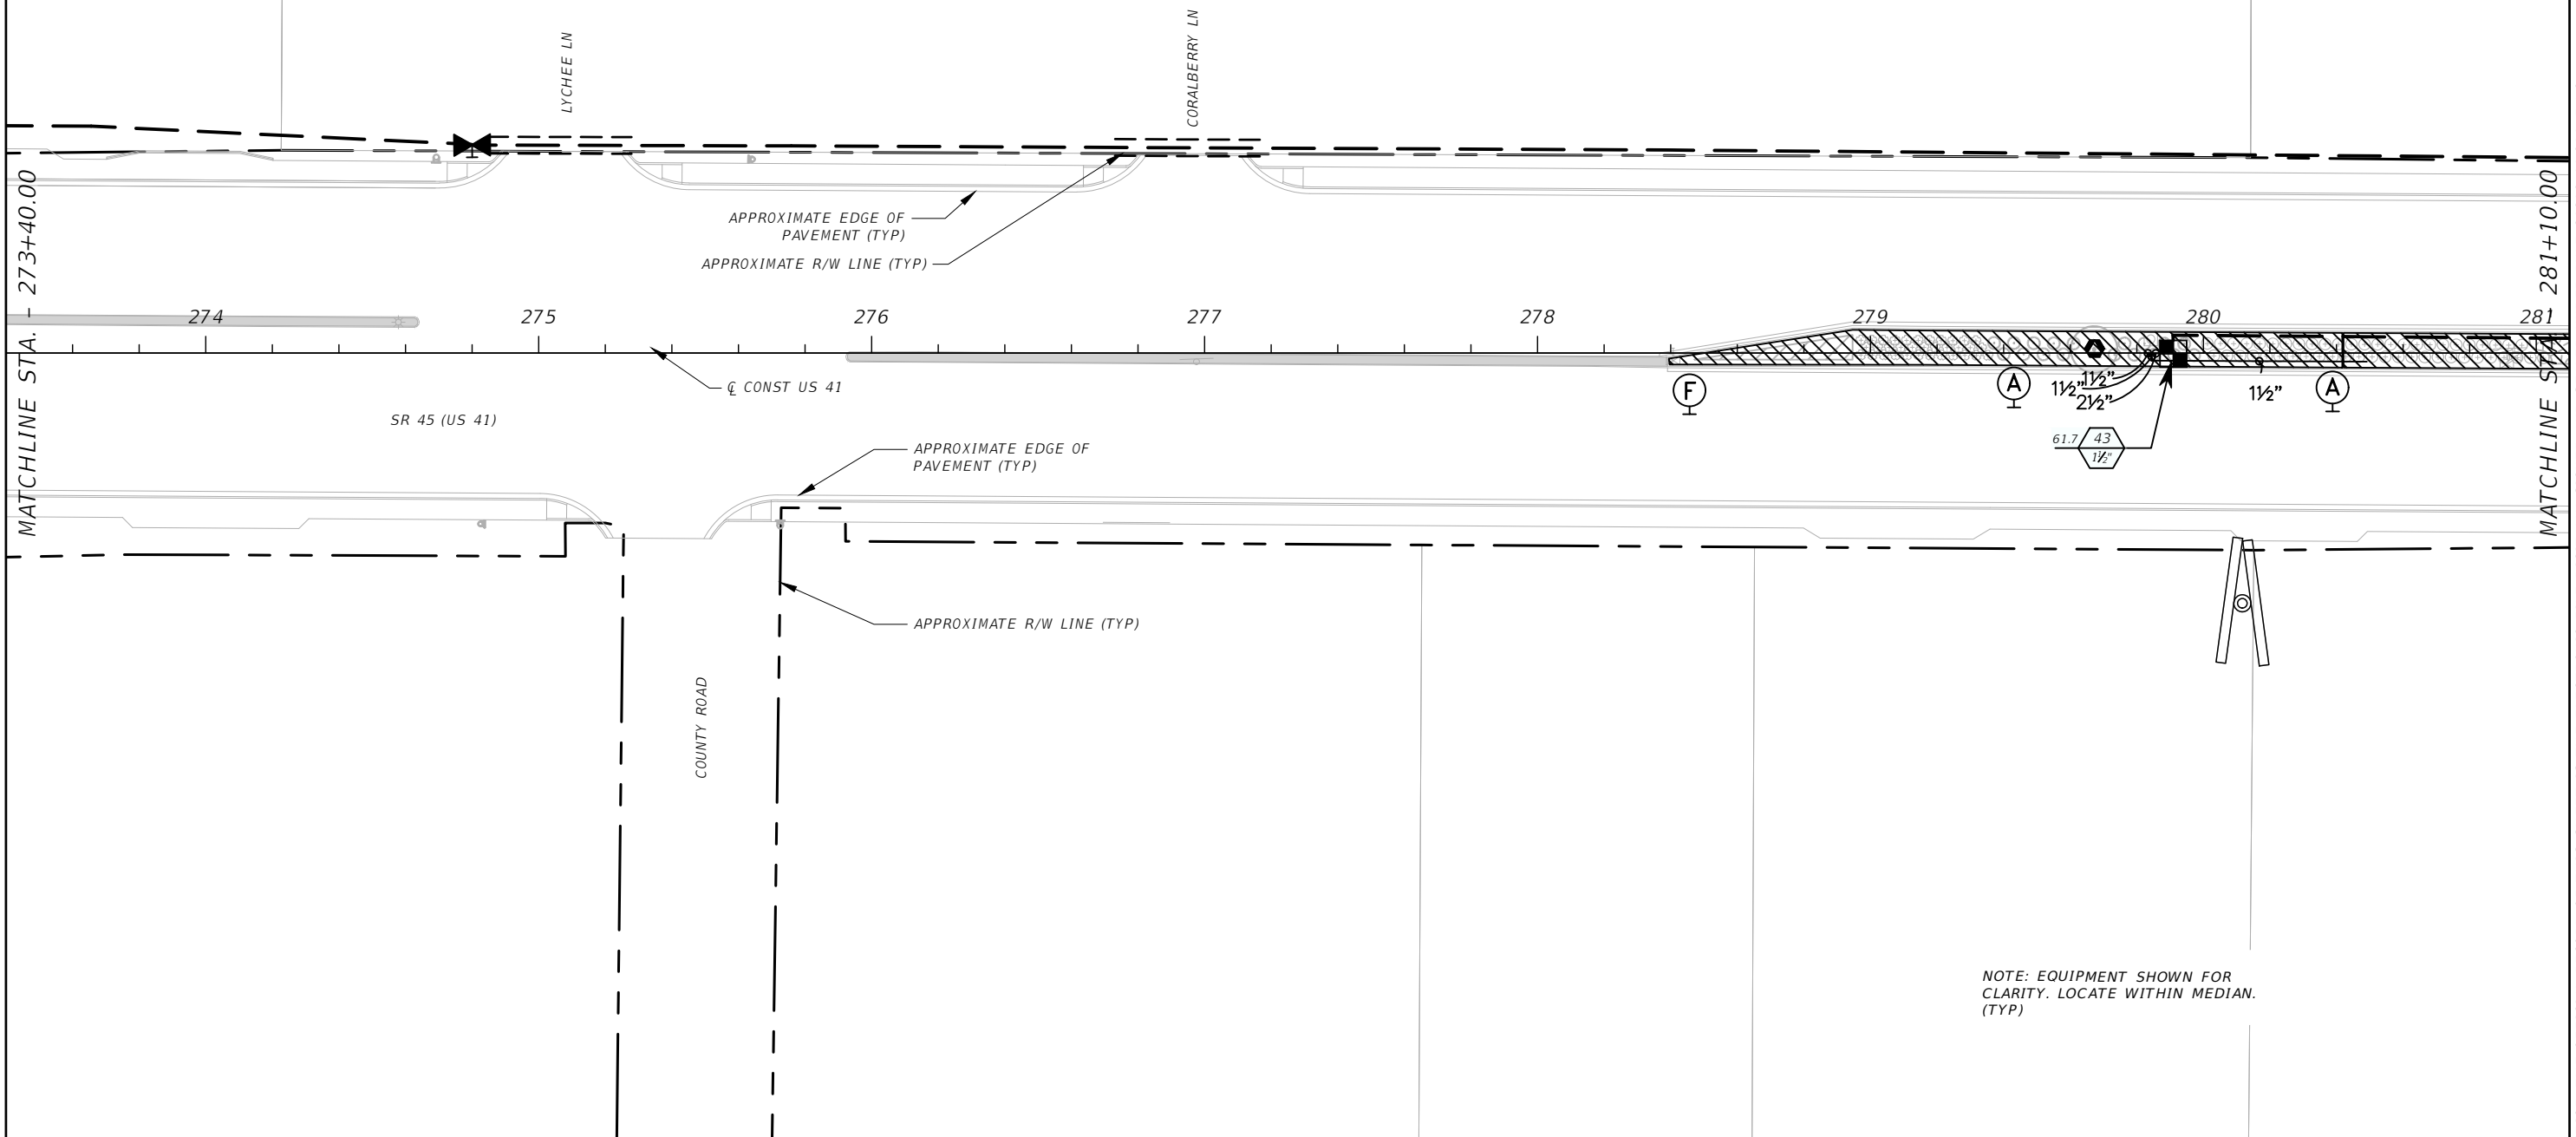 LYCHEE LN
CORALBERRY LN
APPROXIMATE EDGE OF
PAVEMENT (TYP)
APPROXIMATE R/W LINE (TYP)
MATCHLINE STA. - 273+40.00
MATCHLINE STA. - 281+10.00
274
275
276
277
278
279
280
281
℄ CONST US 41
SR 45 (US 41)
F
A
1½"
1½"
2½"
1½"
A
61.7
43
1½"
APPROXIMATE EDGE OF
PAVEMENT (TYP)
APPROXIMATE R/W LINE (TYP)
COUNTY ROAD
NOTE: EQUIPMENT SHOWN FOR
CLARITY. LOCATE WITHIN MEDIAN.
(TYP)